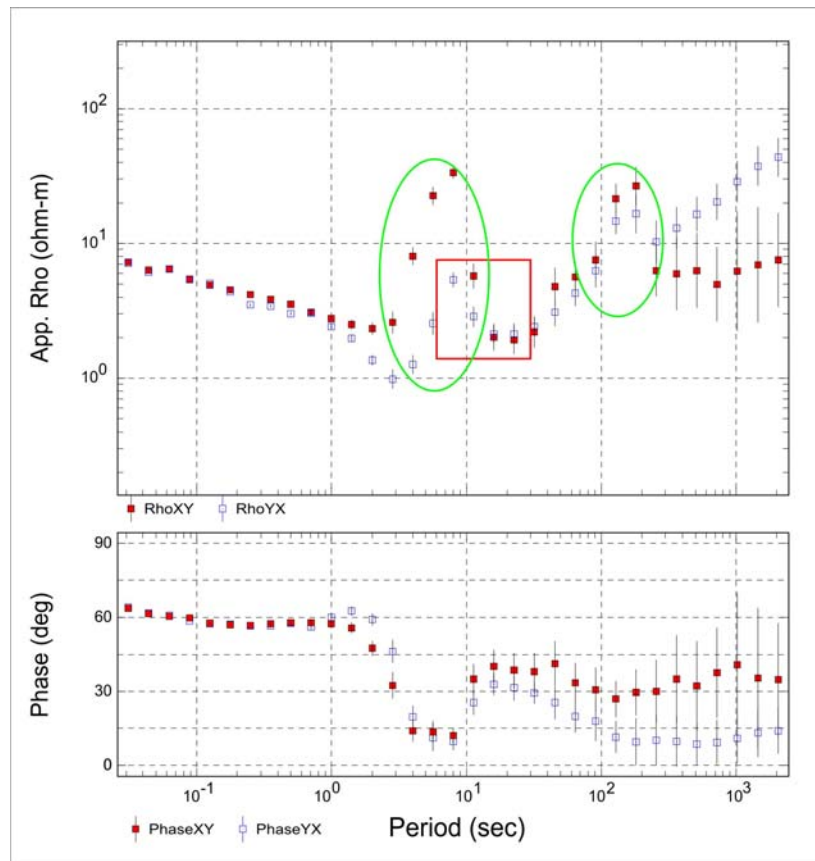 App. Rho (ohm-m)
10²
10¹
10⁰
RhoXY RhoYX
Phase (deg)
90
60
30
0
10⁻¹ 10⁰ 10¹ 10² 10³
PhaseXY PhaseYX Period (sec)